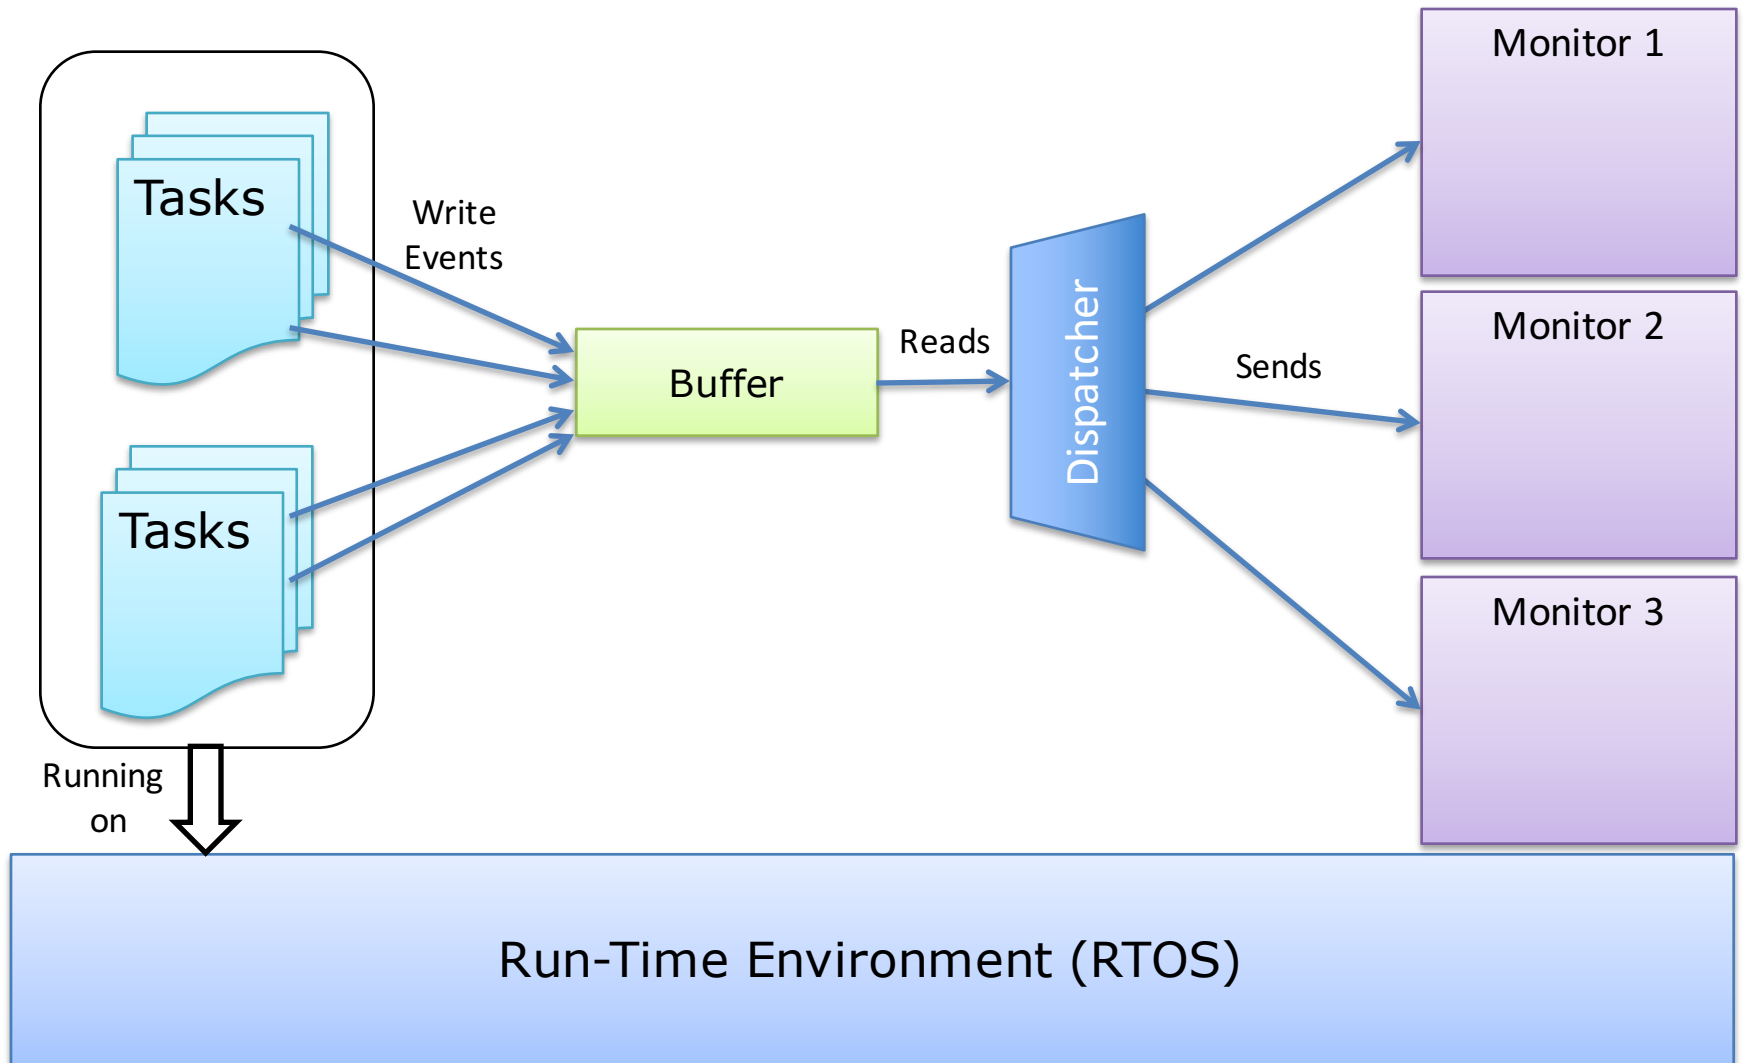 Monitor 1
Tasks
Write
Events
Reads
Dispatcher
Buffer
Sends
Monitor 2
Tasks
Monitor 3
Running
on
Run-Time Environment (RTOS)